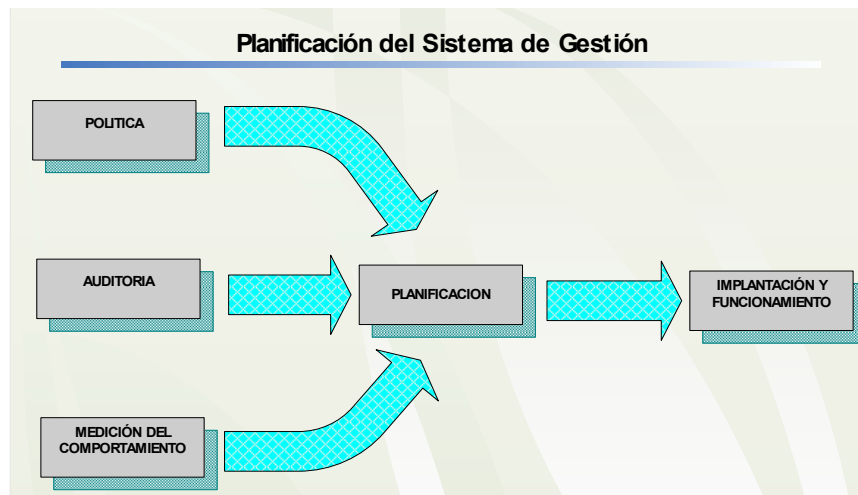 Planificación del Sistema de Gestión
POLITICA
AUDITORIA
PLANIFICACION
IMPLANTACIÓN Y
FUNCIONAMIENTO
MEDICIÓN DEL
COMPORTAMIENTO